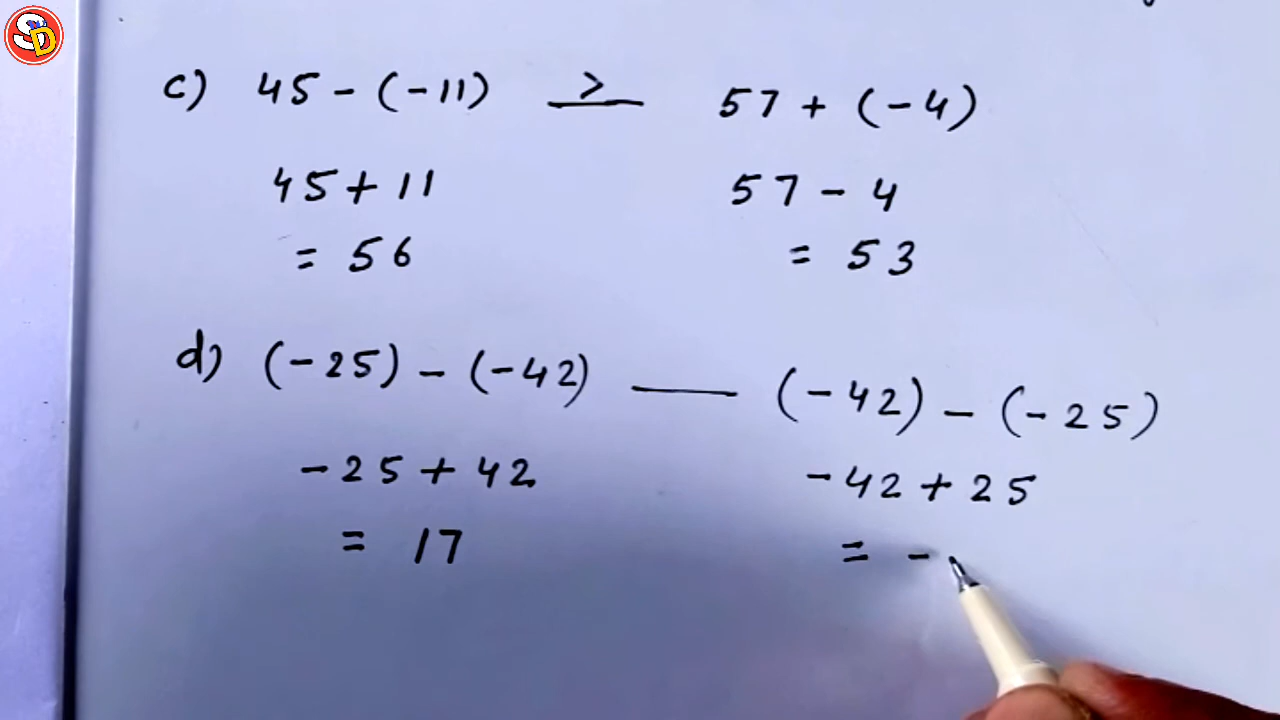 SD
c) 45 - (-11) > 57 + (-4)
45 + 11 57 - 4
= 56 = 53
d) (-25) - (-42) ___ (-42) - (-25)
-25 + 42 -42 + 25
= 17 = -